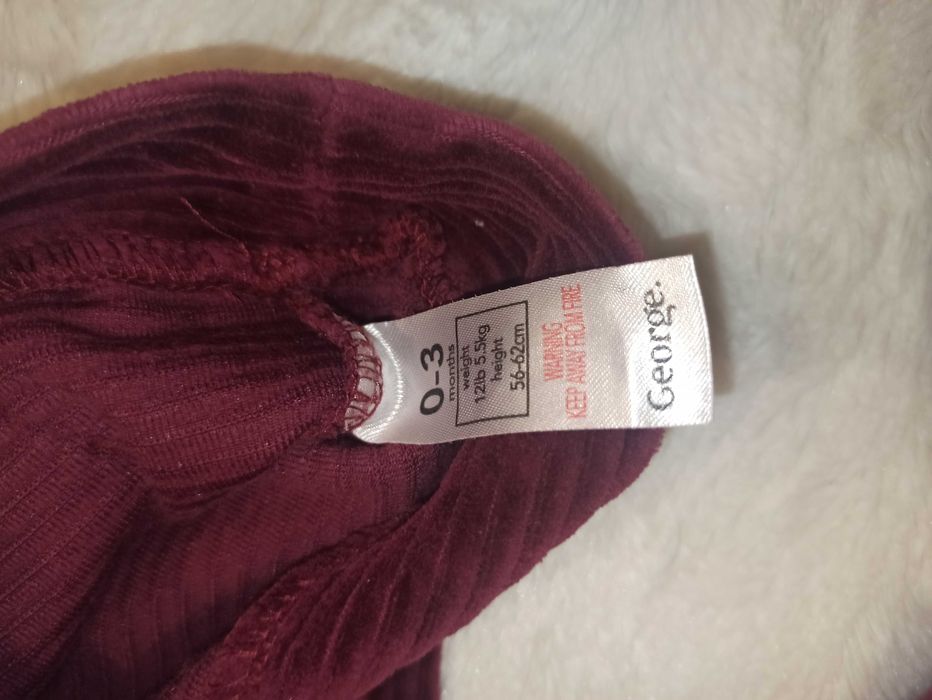 0-3
months
weight
12lb 5.5kg
height
56-62cm
WARNING
KEEP AWAY FROM FIRE
George.